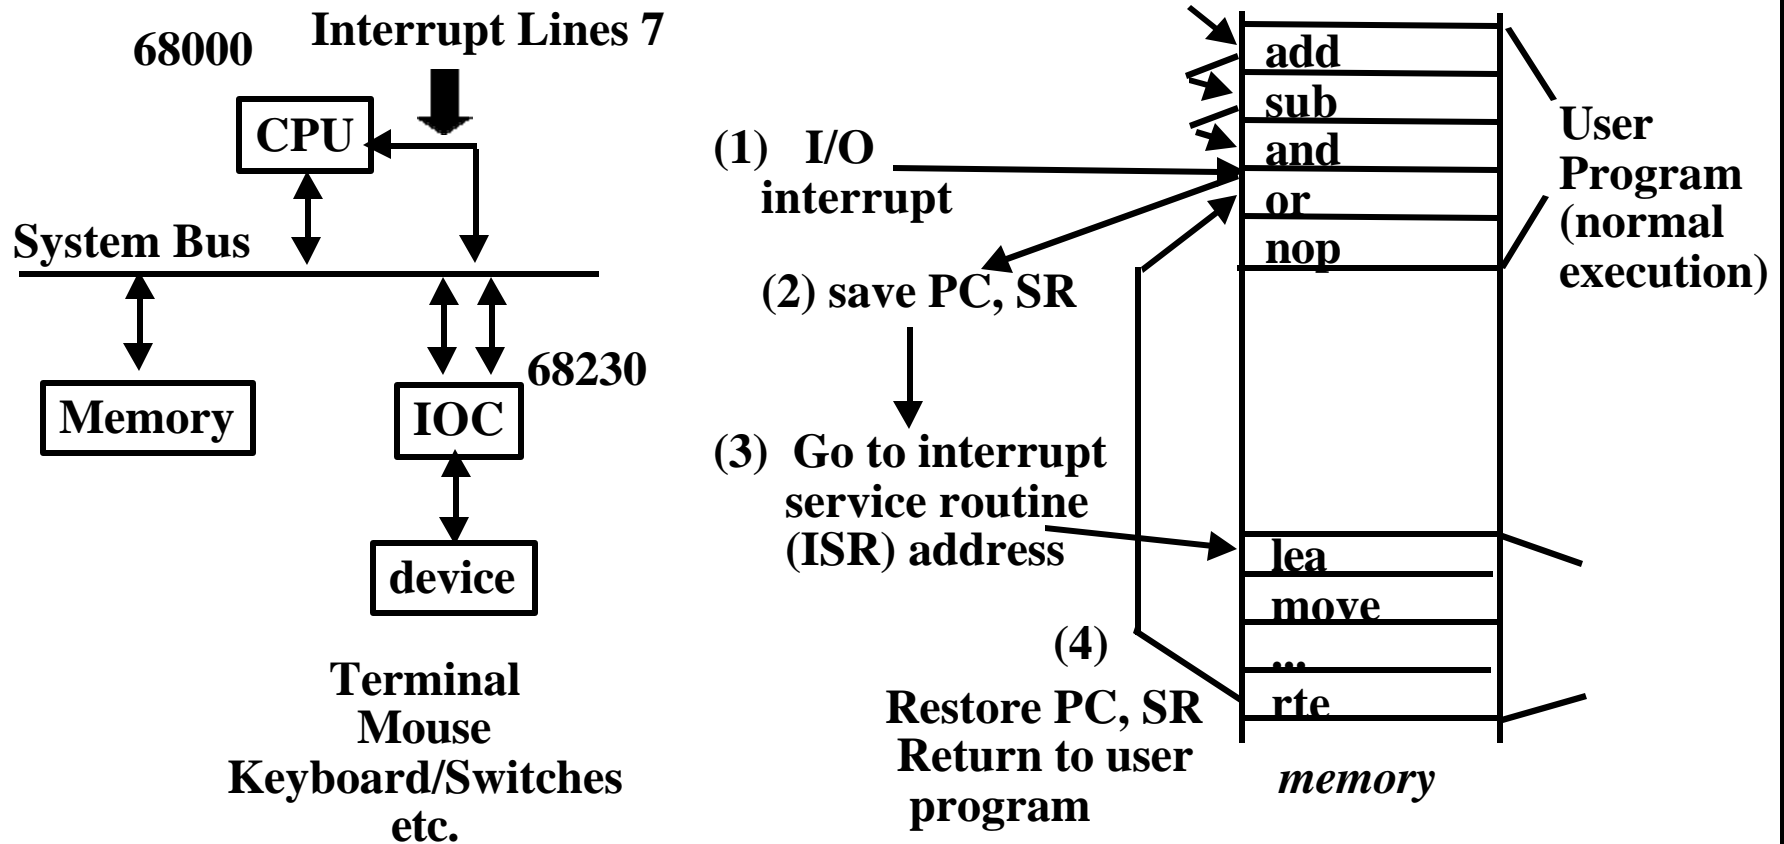 68000
Interrupt Lines 7
CPU
System Bus
68230
Memory
IOC
device
Terminal
Mouse
Keyboard/Switches
etc.
(1) I/O
interrupt
(2) save PC, SR
(3) Go to interrupt
service routine
(ISR) address
(4)
Restore PC, SR
Return to user
program
add
sub
and
or
nop
User
Program
(normal
execution)
lea
move
...
rte
memory